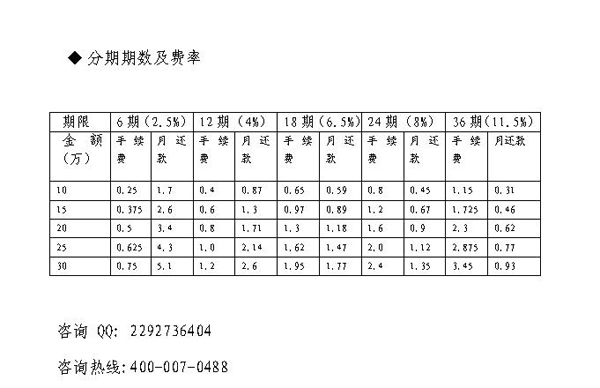 ◆ 分期期数及费率
期限 6期(2.5%) 12期(4%) 18期(6.5%) 24期(8%) 36期(11.5%)
金额(万) 手续费 月还款 手续费 月还款 手续费 月还款 手续费 月还款 手续费 月还款
10 0.25 1.7 0.4 0.87 0.65 0.59 0.8 0.45 1.15 0.31
15 0.375 2.6 0.6 1.3 0.97 0.89 1.2 0.67 1.725 0.46
20 0.5 3.4 0.8 1.71 1.3 1.18 1.6 0.9 2.3 0.62
25 0.625 4.3 1.0 2.14 1.62 1.47 2.0 1.12 2.875 0.77
30 0.75 5.1 1.2 2.6 1.95 1.77 2.4 1.35 3.45 0.93
咨询 QQ: 2292736404
咨询热线:400-007-0488